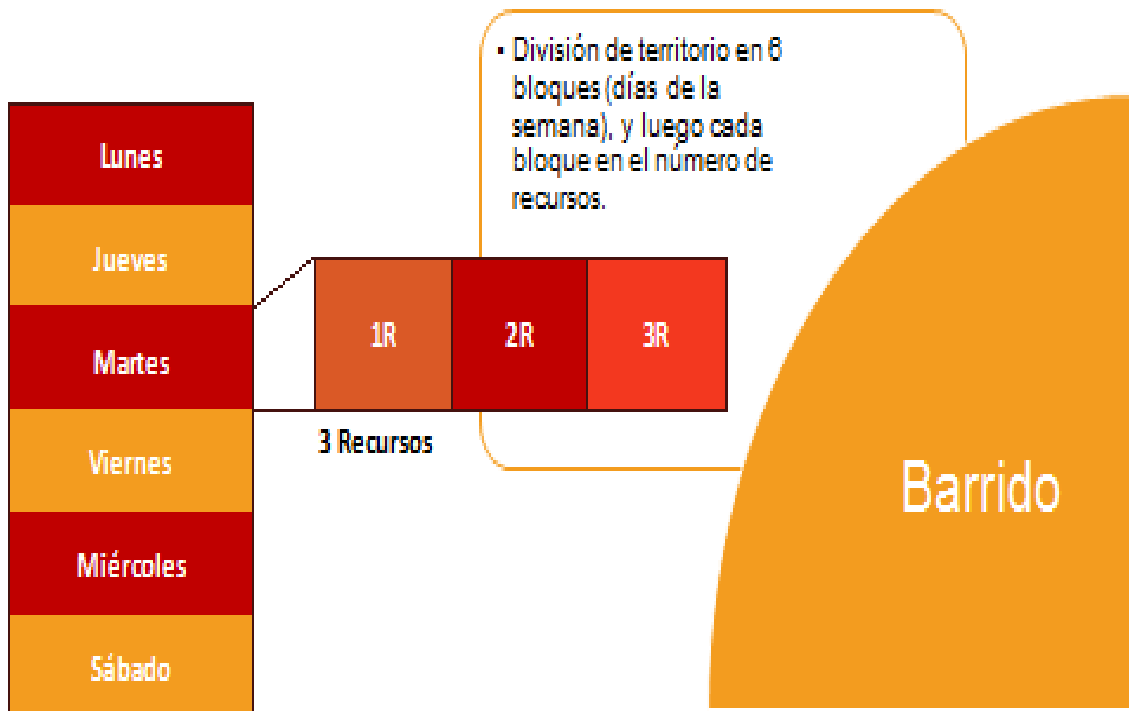 • División de territorio en 6
bloques (días de la
semana), y luego cada
bloque en el número de
recursos.
Lunes
Jueves
Martes
Viernes
Miércoles
Sábado
1R
2R
3R
3 Recursos
Barrido